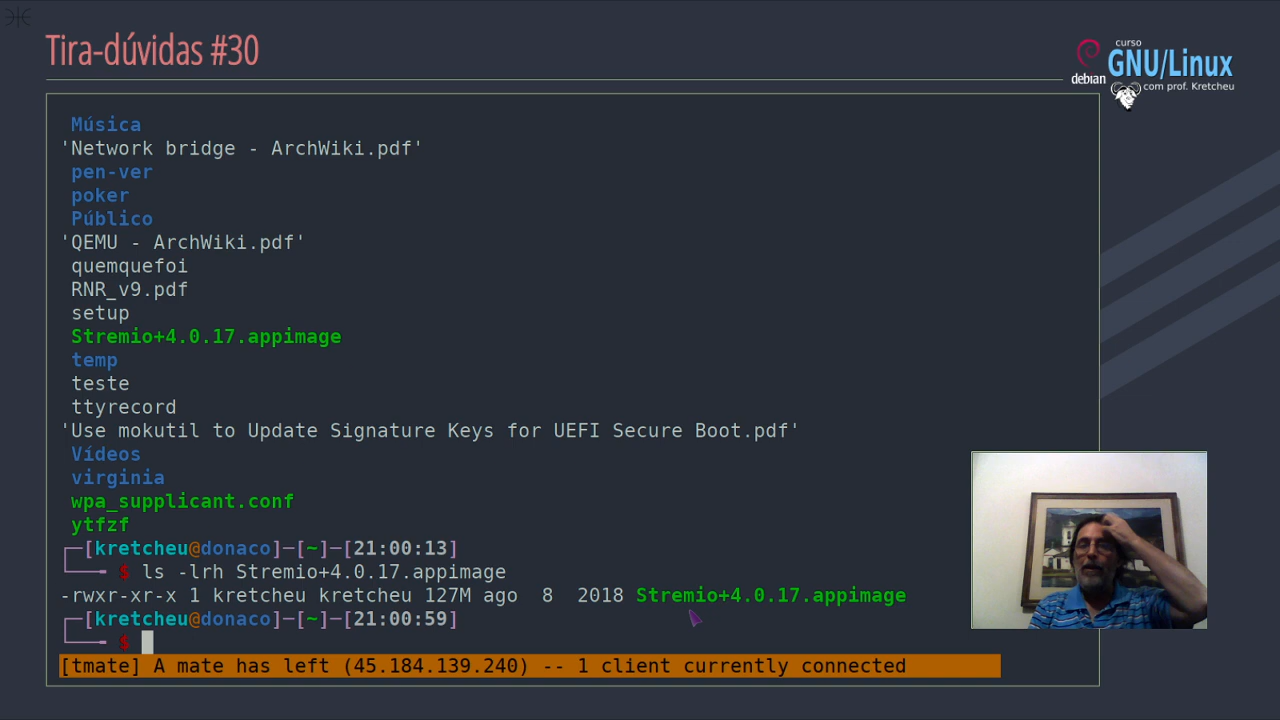 Tira-dúvidas #30
curso
GNU/Linux
debian
com prof. Kretcheu
Música
'Network bridge - ArchWiki.pdf'
pen-ver
poker
Público
'QEMU - ArchWiki.pdf'
quemquefoi
RNR_v9.pdf
setup
Stremio+4.0.17.appimage
temp
teste
ttyrecord
'Use mokutil to Update Signature Keys for UEFI Secure Boot.pdf'
Vídeos
virginia
wpa_supplicant.conf
ytfzf
┌─[kretcheu@donaco]─[~]─[21:00:13]
└──╼ $ ls -lrh Stremio+4.0.17.appimage
-rwxr-xr-x 1 kretcheu kretcheu 127M ago  8  2018 Stremio+4.0.17.appimage
┌─[kretcheu@donaco]─[~]─[21:00:59]
└──╼ $
[tmate] A mate has left (45.184.139.240) -- 1 client currently connected